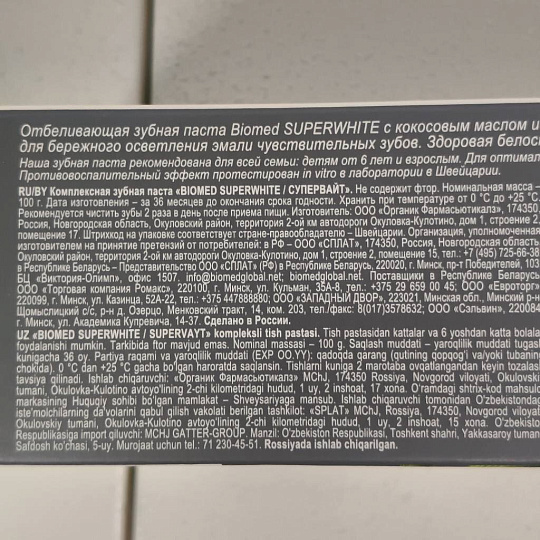 Отбеливающая зубная паста Biomed SUPERWHITE с кокосовым маслом и
для бережного осветления эмали чувствительных зубов. Здоровая белос
Наша зубная паста рекомендована для всей семьи: детям от 6 лет и взрослым. Для оптимал
Противовоспалительный эффект протестирован in vitro в лаборатории в Швейцарии.
RU/BY Комплексная зубная паста «BIOMED SUPERWHITE / СУПЕРВАЙТ». Не содержит фтор. Номинальная масса –
100 г. Дата изготовления - за 36 месяцев до окончания срока годности. Хранить при температуре от 0 °C до +25 °C
Рекомендуется чистить зубы 2 раза в день после приема пищи. Изготовитель: ООО «Органик Фармасьютикалз», 174350,
Россия, Новгородская область, Окуловский район, территория 2-ой км автодороги Окуловка-Кулотино, дом 1, строение 2,
помещение 17. Штрихкод на упаковке соответствует стране-правообладателю – Швейцарии. Организация, уполномоченная
изготовителем на принятие претензий от потребителей: в РФ – ООО «СПЛАТ», 174350, Россия, Новгородская область,
Окуловский район, территория 2-ой км автодороги Окуловка-Кулотино, дом 1, строение 2, помещение 15, тел.: +7 (495) 725-66-38
в Республике Беларусь – Представительство ООО «СПЛАТ» (РФ) в Республике Беларусь, 220020, г. Минск, пр-т Победителей, 103
БЦ «Виктория-Олимп», офис 1507. info@biomedglobal.net, biomedglobal.net. Поставщики в Республику Беларусь
ООО «Торговая компания Ромакс», 220100, г. Минск, ул. Кульман, 35А-8, тел.: +375 29 659 00 45; ООО «Евроторг»
220099, г. Минск, ул. Казинца, 52А-22, тел.: +375 447888880; ООО «ЗАПАДНЫЙ ДВОР», 223021, Минская обл., Минский р-н
Щомыслицкий с/с, р-н д. Озерцо, Менковский тракт, 14, ком. 203, тел./факс: 8(017)3578632; ООО «Сэльвин», 220084
г. Минск, ул. Академика Купревича, 14-37. Сделано в России.
UZ «BIOMED SUPERWHITE / SUPERVAYT» kompleksli tish pastasi. Tish pastasidan kattalar va 6 yoshdan katta bolala
foydalanishi mumkin. Tarkibida ftor mavjud emas. Nominal massasi - 100 g. Saqlash muddati – yaroqlilik muddati tugash
kunigacha 36 oy. Partiya raqami va yaroqlilik muddati (EXP OO.YY): qadoqda qarang (qutining qopqog'i va/yoki tubning
chokida). 0 °C dan +25 °C gacha bo'lgan haroratda saqlansin. Tishlarni kuniga 2 marotaba ovqatlangandan keyin tozalash
tavsiya qilinadi. Ishlab chiqaruvchi: «Органик Фармасьютикалз» MChJ, 174350 Rossiya, Novgorod viloyati, Okulovskiy
tumani, Okulovka-Kulotino avtoyo'lining 2-chi kilometridagi hudud, 1 uy, 2 inshoot, 17 xona. O'ramdagi shtrix-kod mahsulo
markasining Huquqiy sohibi bo'lgan mamlakat – Shveysariyaga mansub. Ishlab chiqaruvchi tomonidan O'zbekistonda
iste'molchilarning da'volarini qabul qilish vakolati berilgan tashkilot: «SPLAT» MChJ, Rossiya, 174350, Novgorod viloyati
Okulovskiy tumani, Okulovka-Kulotino avtoyo'lining 2-chi kilometridagi hudud, 1 uy, 2 inshoot, 15 xona. O'zbekisto
Respublikasiga import qiluvchi: MCHJ GATTER-GROUP. Manzil: O'zbekiston Respublikasi, Toshkent shahri, Yakkasaroy tuman
Safdosh ko'chasi, 5-uy. Murojaat uchun tel.: 71 230-45-51. Rossiyada ishlab chiqarilgan.